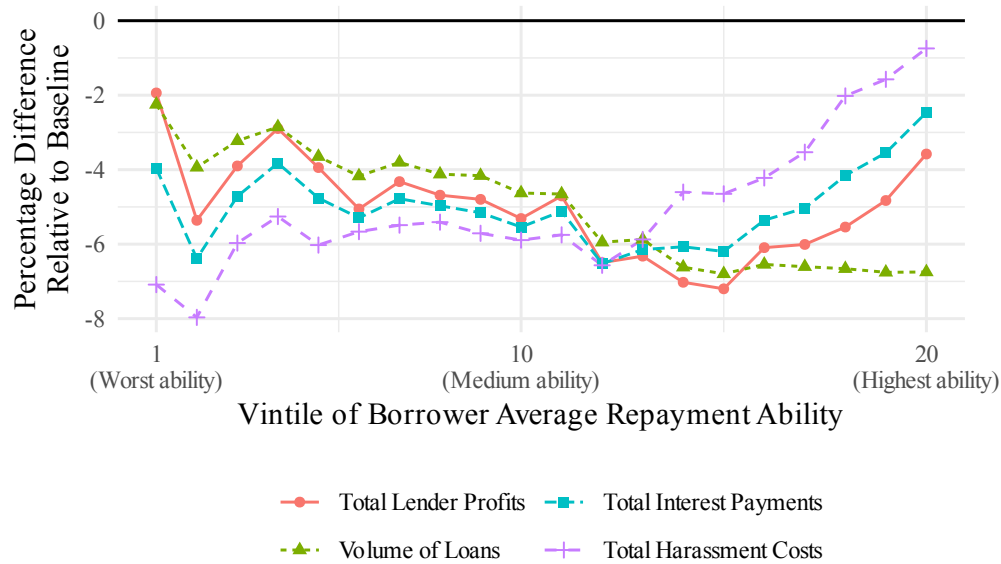 Percentage Difference
Relative to Baseline
0
-2
-4
-6
-8
1
(Worst ability)
10
(Medium ability)
20
(Highest ability)
Vintile of Borrower Average Repayment Ability
Total Lender Profits
Total Interest Payments
Volume of Loans
Total Harassment Costs